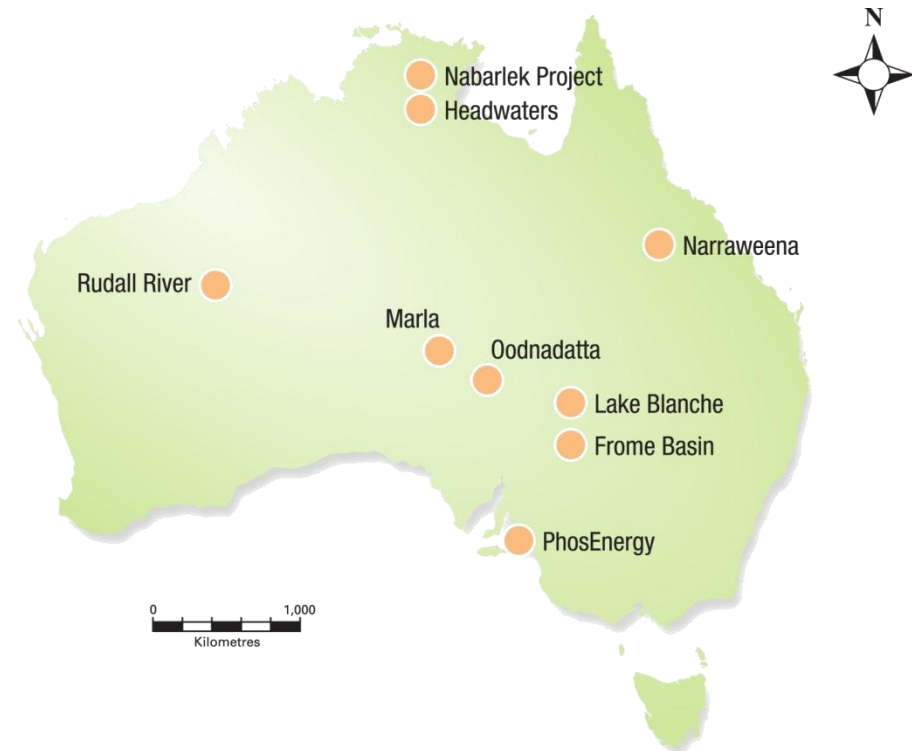 N
Nabarlek Project
Headwaters
Narraweena
Rudall River
Marla
Oodnadatta
Lake Blanche
Frome Basin
PhosEnergy
0 1,000
Kilometres